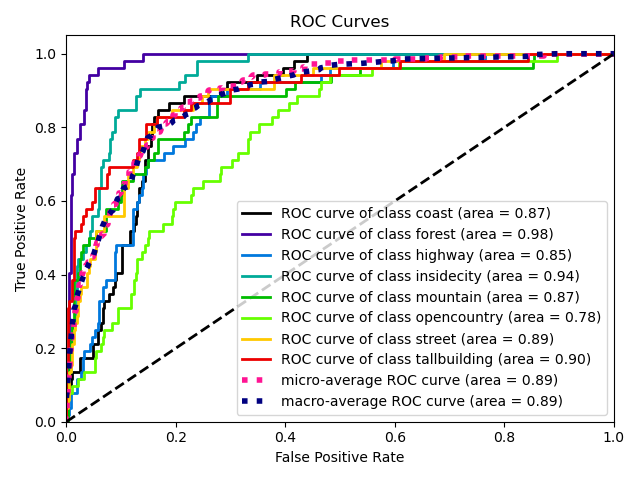 ROC Curves
True Positive Rate
1.0
0.8
0.6
0.4
0.2
0.0
ROC curve of class coast (area = 0.87)
ROC curve of class forest (area = 0.98)
ROC curve of class highway (area = 0.85)
ROC curve of class insidecity (area = 0.94)
ROC curve of class mountain (area = 0.87)
ROC curve of class opencountry (area = 0.78)
ROC curve of class street (area = 0.89)
ROC curve of class tallbuilding (area = 0.90)
micro-average ROC curve (area = 0.89)
macro-average ROC curve (area = 0.89)
0.0 0.2 0.4 0.6 0.8 1.0
False Positive Rate